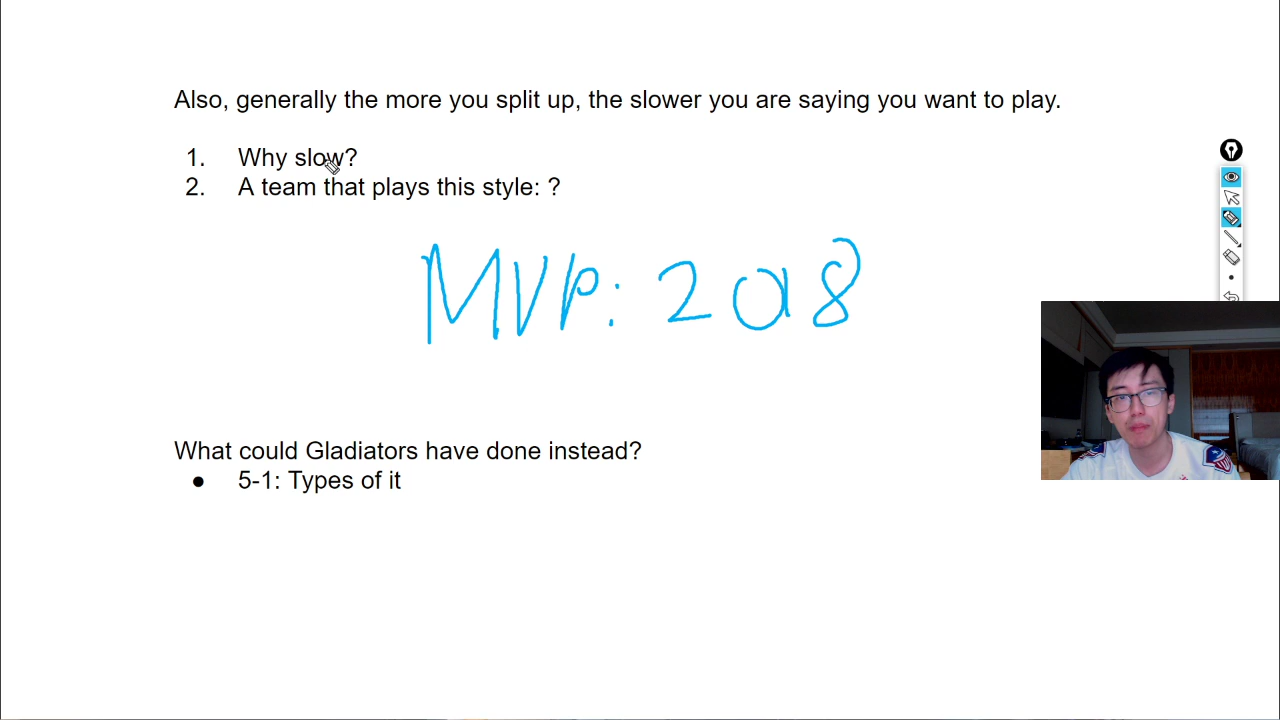 Also, generally the more you split up, the slower you are saying you want to play.
1. Why slow?
2. A team that plays this style: ?
MVP: 2018
What could Gladiators have done instead?
● 5-1: Types of it